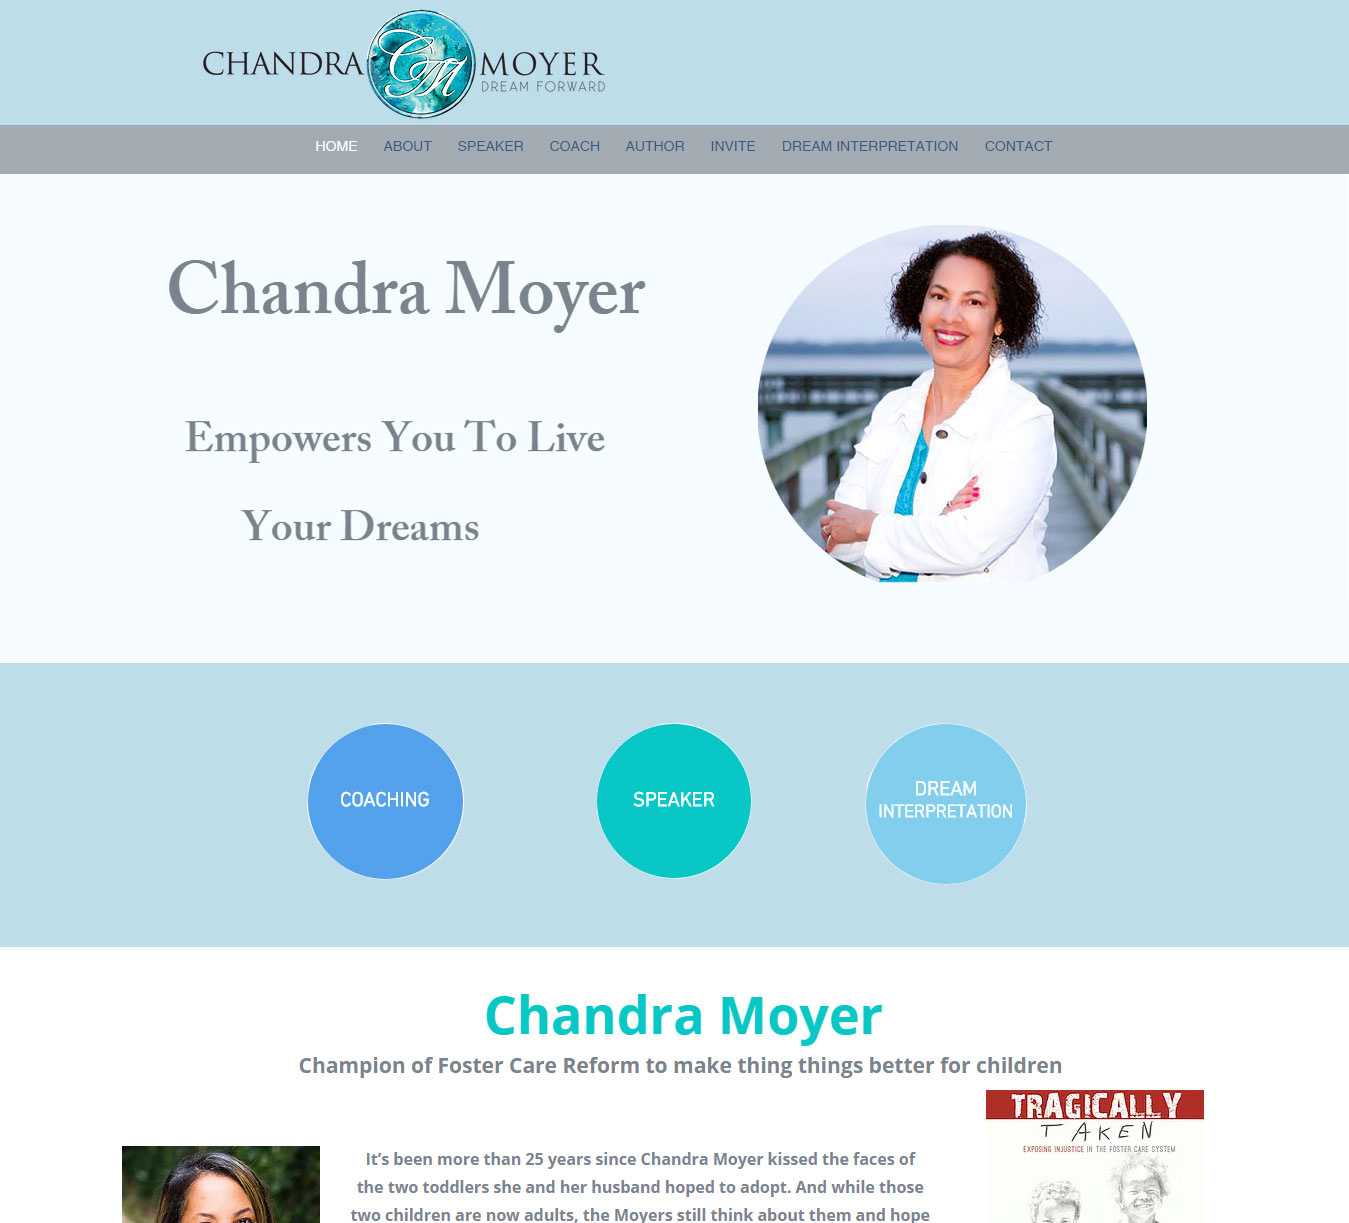 CHANDRA CM MOYER
DREAM FORWARD
HOME ABOUT SPEAKER COACH AUTHOR INVITE DREAM INTERPRETATION CONTACT
Chandra Moyer
Empowers You To Live
Your Dreams
COACHING
SPEAKER
DREAM
INTERPRETATION
Chandra Moyer
Champion of Foster Care Reform to make thing things better for children
TRAGICALLY
TAKEN
EXPOSING INJUSTICE IN THE FOSTER CARE SYSTEM
It’s been more than 25 years since Chandra Moyer kissed the faces of
the two toddlers she and her husband hoped to adopt. And while those
two children are now adults, the Moyers still think about them and hope